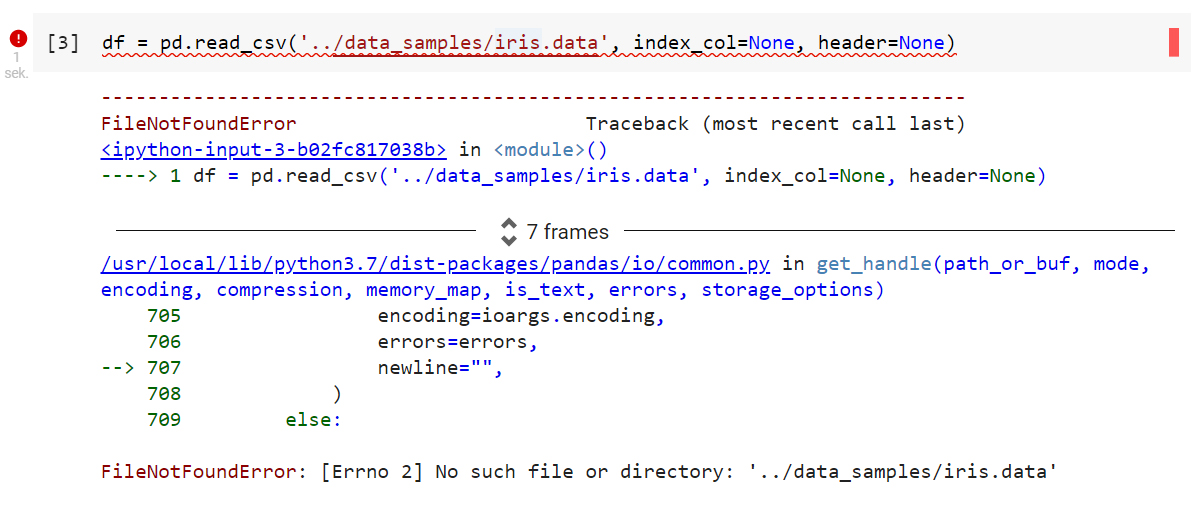 [3] df = pd.read_csv('../data_samples/iris.data', index_col=None, header=None)
1
sek.
---------------------------------------------------------------------------
FileNotFoundError                         Traceback (most recent call last)
<ipython-input-3-b02fc817038b> in <module>()
----> 1 df = pd.read_csv('../data_samples/iris.data', index_col=None, header=None)
7 frames
/usr/local/lib/python3.7/dist-packages/pandas/io/common.py in get_handle(path_or_buf, mode,
encoding, compression, memory_map, is_text, errors, storage_options)
    705                 encoding=ioargs.encoding,
    706                 errors=errors,
--> 707                 newline="",
    708             )
    709         else:
FileNotFoundError: [Errno 2] No such file or directory: '../data_samples/iris.data'